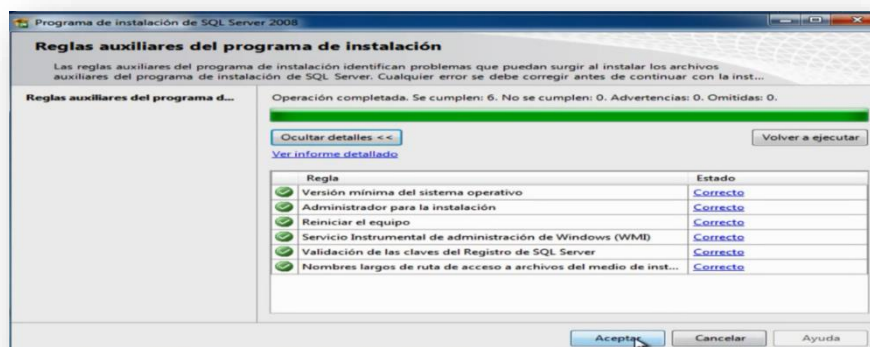 Programa de instalación de SQL Server 2008
Reglas auxiliares del programa de instalación
Las reglas auxiliares del programa de instalación identifican problemas que puedan surgir al instalar los archivos
auxiliares del programa de instalación de SQL Server. Cualquier error se debe corregir antes de continuar con la inst...
Reglas auxiliares del programa d...
Operación completada. Se cumplen: 6. No se cumplen: 0. Advertencias: 0. Omitidas: 0.
Ocultar detalles <<
Volver a ejecutar
Ver informe detallado
Regla Estado
Versión mínima del sistema operativo Correcto
Administrador para la instalación Correcto
Reiniciar el equipo Correcto
Servicio Instrumental de administración de Windows (WMI) Correcto
Validación de las claves del Registro de SQL Server Correcto
Nombres largos de ruta de acceso a archivos del medio de inst... Correcto
Aceptar Cancelar Ayuda